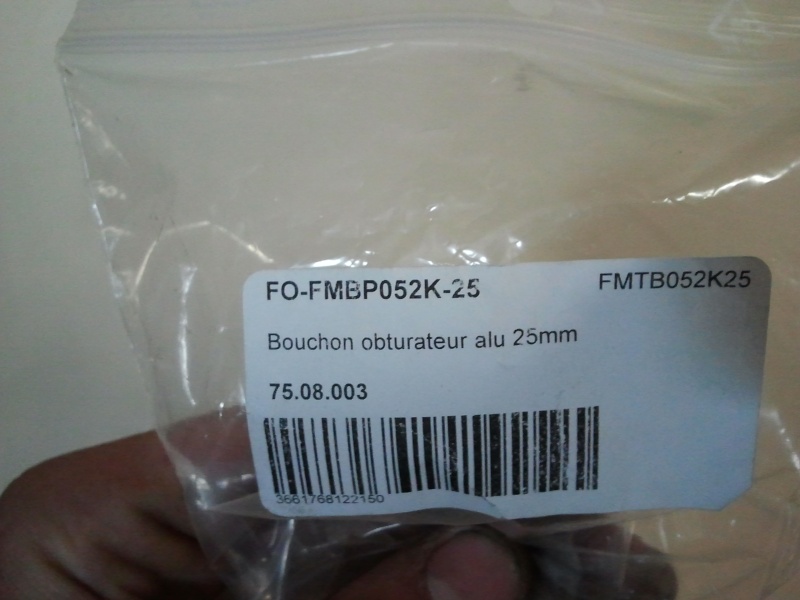 FO-FMBP052K-25 FMTB052K25
Bouchon obturateur alu 25mm
75.08.003
3661768122150